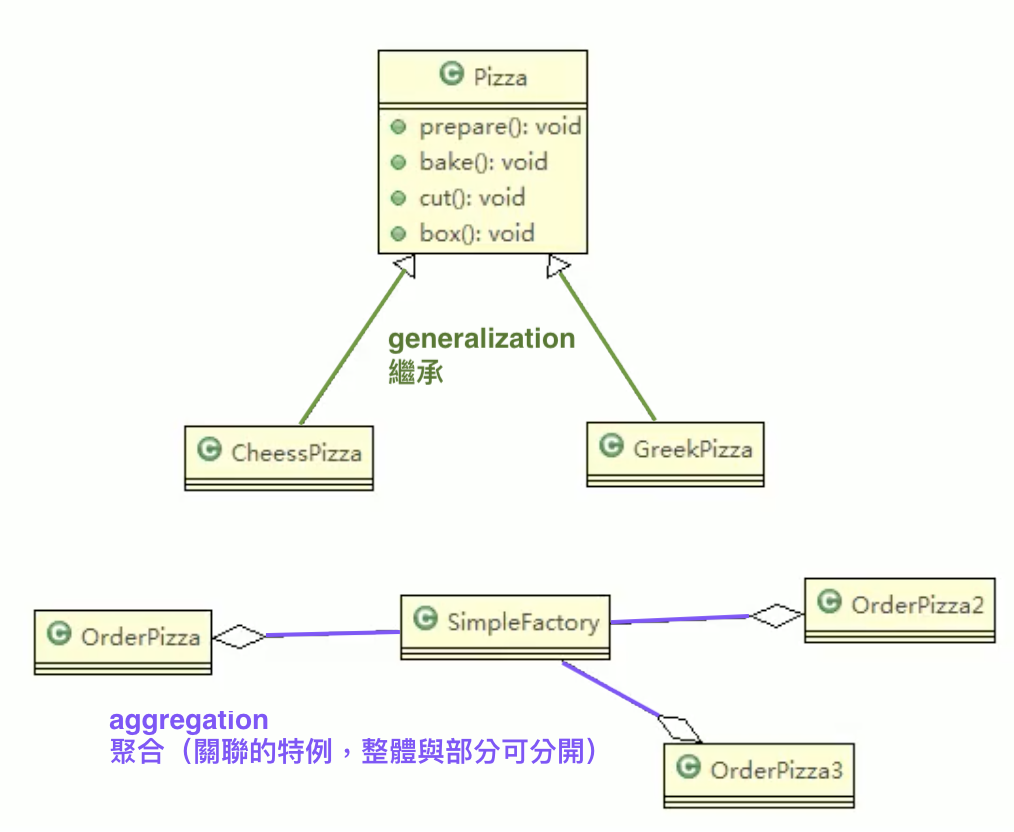 Pizza
prepare(): void
bake(): void
cut(): void
box(): void
generalization
繼承
CheessPizza
GreekPizza
OrderPizza
SimpleFactory
OrderPizza2
aggregation
聚合（關聯的特例，整體與部分可分開）
OrderPizza3